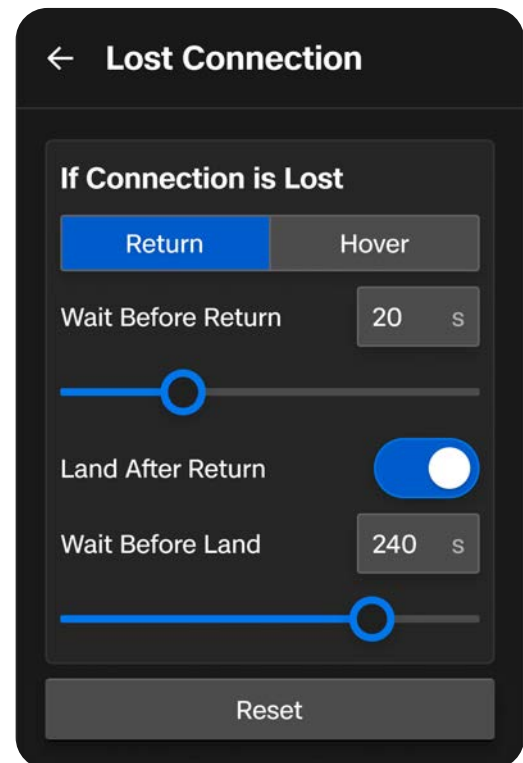 Lost Connection
If Connection is Lost
Return Hover
Wait Before Return 20 s
Land After Return
Wait Before Land 240 s
Reset